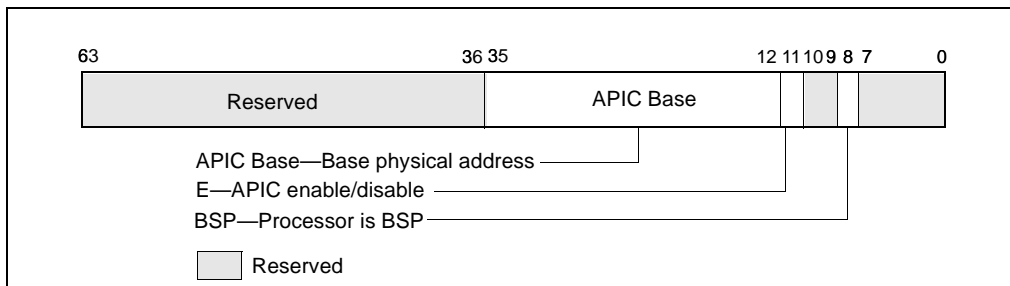 63 36 35 12 11 10 9 8 7 0
Reserved APIC Base
APIC Base—Base physical address
E—APIC enable/disable
BSP—Processor is BSP
Reserved